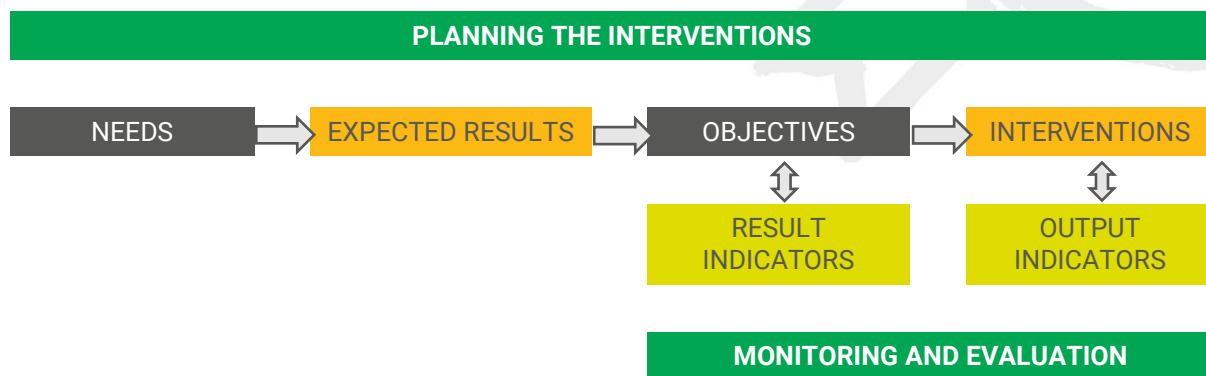 PLANNING THE INTERVENTIONS
NEEDS
EXPECTED RESULTS
OBJECTIVES
INTERVENTIONS
RESULT
INDICATORS
OUTPUT
INDICATORS
MONITORING AND EVALUATION